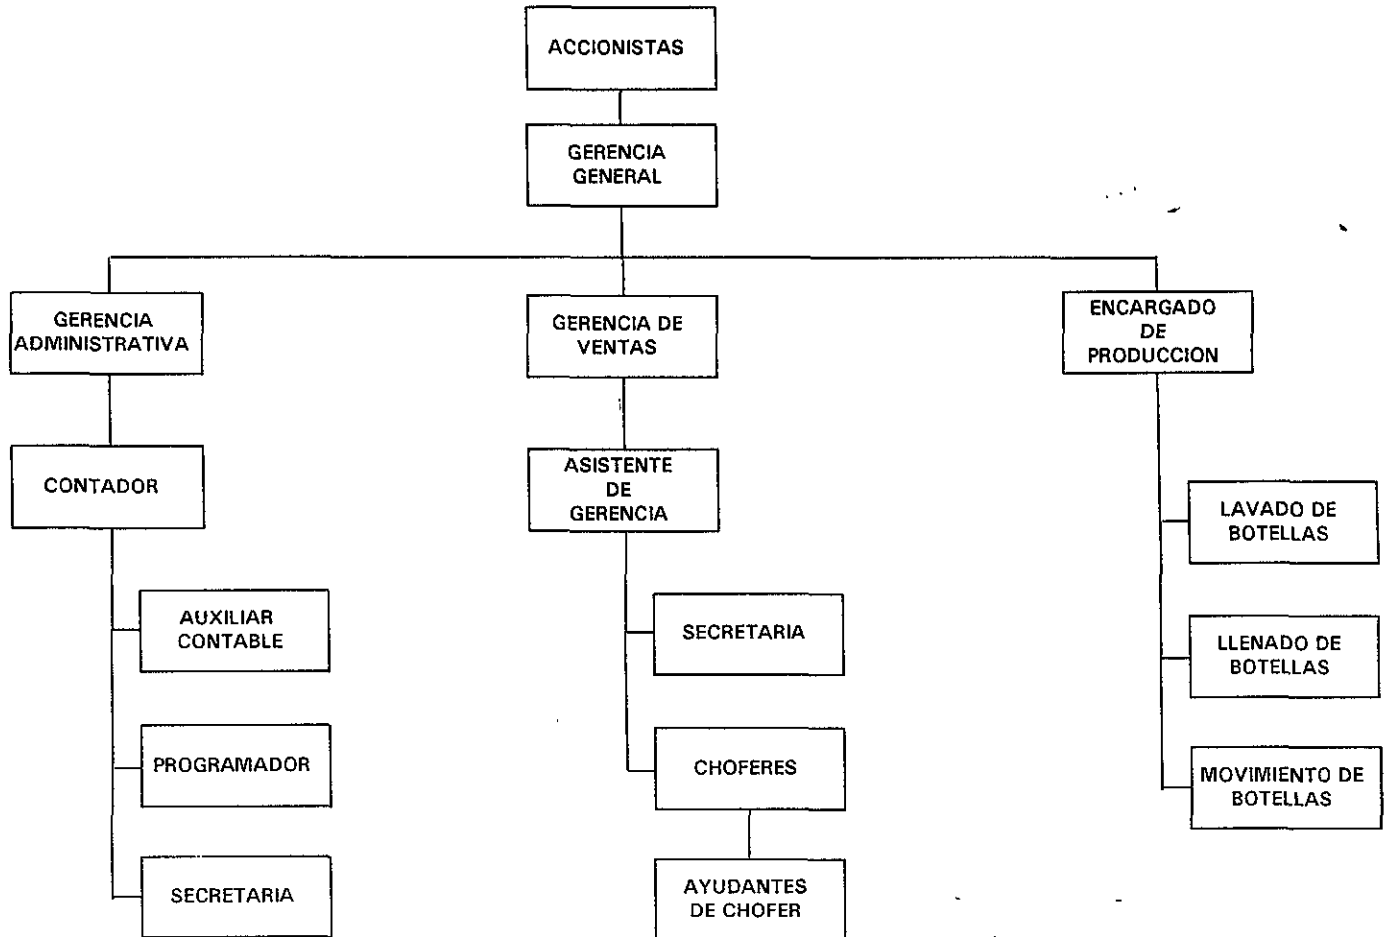 ACCIONISTAS
GERENCIA
GENERAL
GERENCIA
ADMINISTRATIVA
GERENCIA DE
VENTAS
ENCARGADO
DE
PRODUCCION
CONTADOR
ASISTENTE
DE
GERENCIA
LAVADO DE
BOTELLAS
AUXILIAR
CONTABLE
SECRETARIA
LLENADO DE
BOTELLAS
PROGRAMADOR
CHOFERES
MOVIMIENTO DE
BOTELLAS
SECRETARIA
AYUDANTES
DE CHOFER